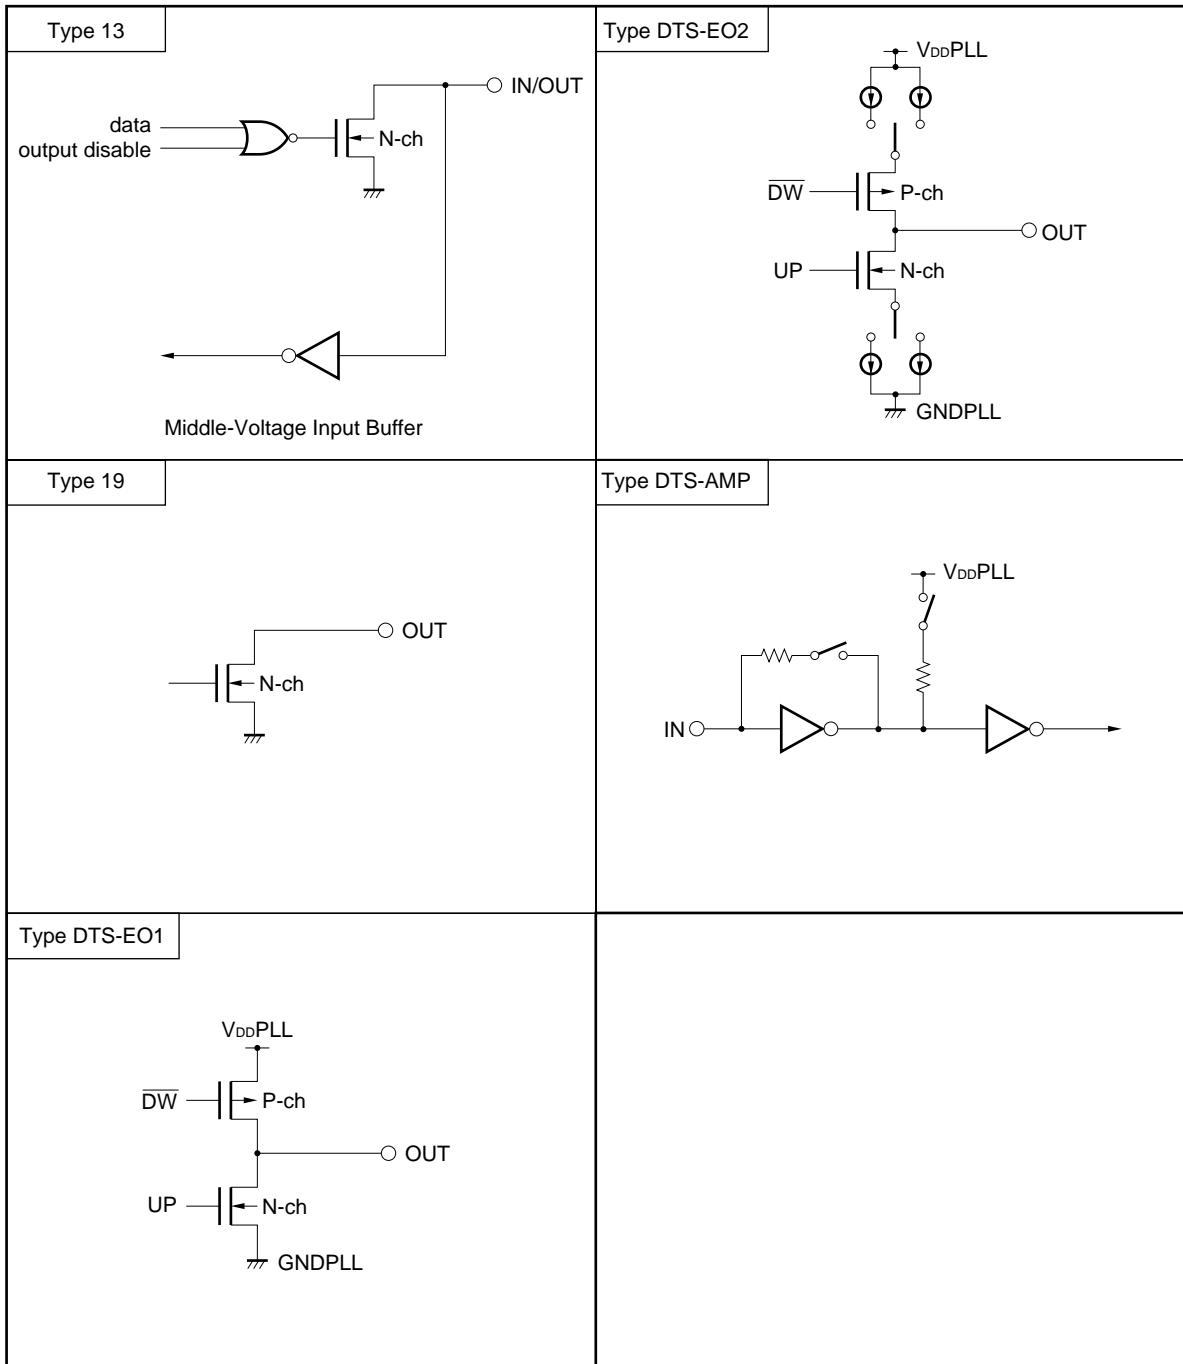 Type 13
IN/OUT
data
output disable
N-ch
Middle-Voltage Input Buffer
Type DTS-EO2
VDDPLL
DW
P-ch
OUT
UP
N-ch
GNDPLL
Type 19
OUT
N-ch
Type DTS-AMP
VDDPLL
IN
Type DTS-EO1
VDDPLL
DW
P-ch
OUT
UP
N-ch
GNDPLL